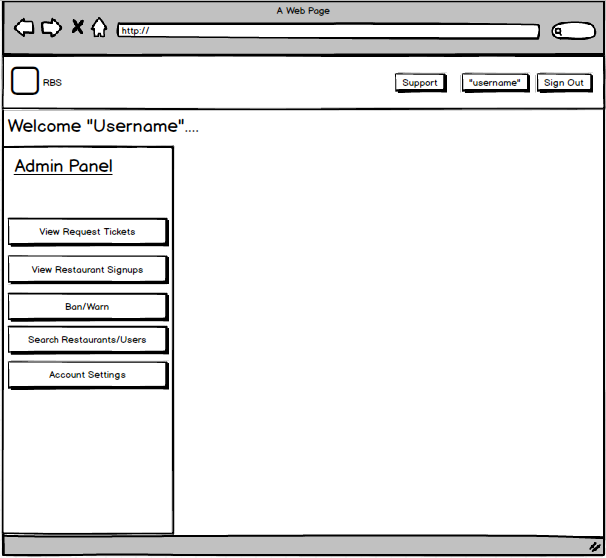 A Web Page
http://
RBS
Support
"username"
Sign Out
Welcome "Username"....
Admin Panel
View Request Tickets
View Restaurant Signups
Ban/Warn
Search Restaurants/Users
Account Settings